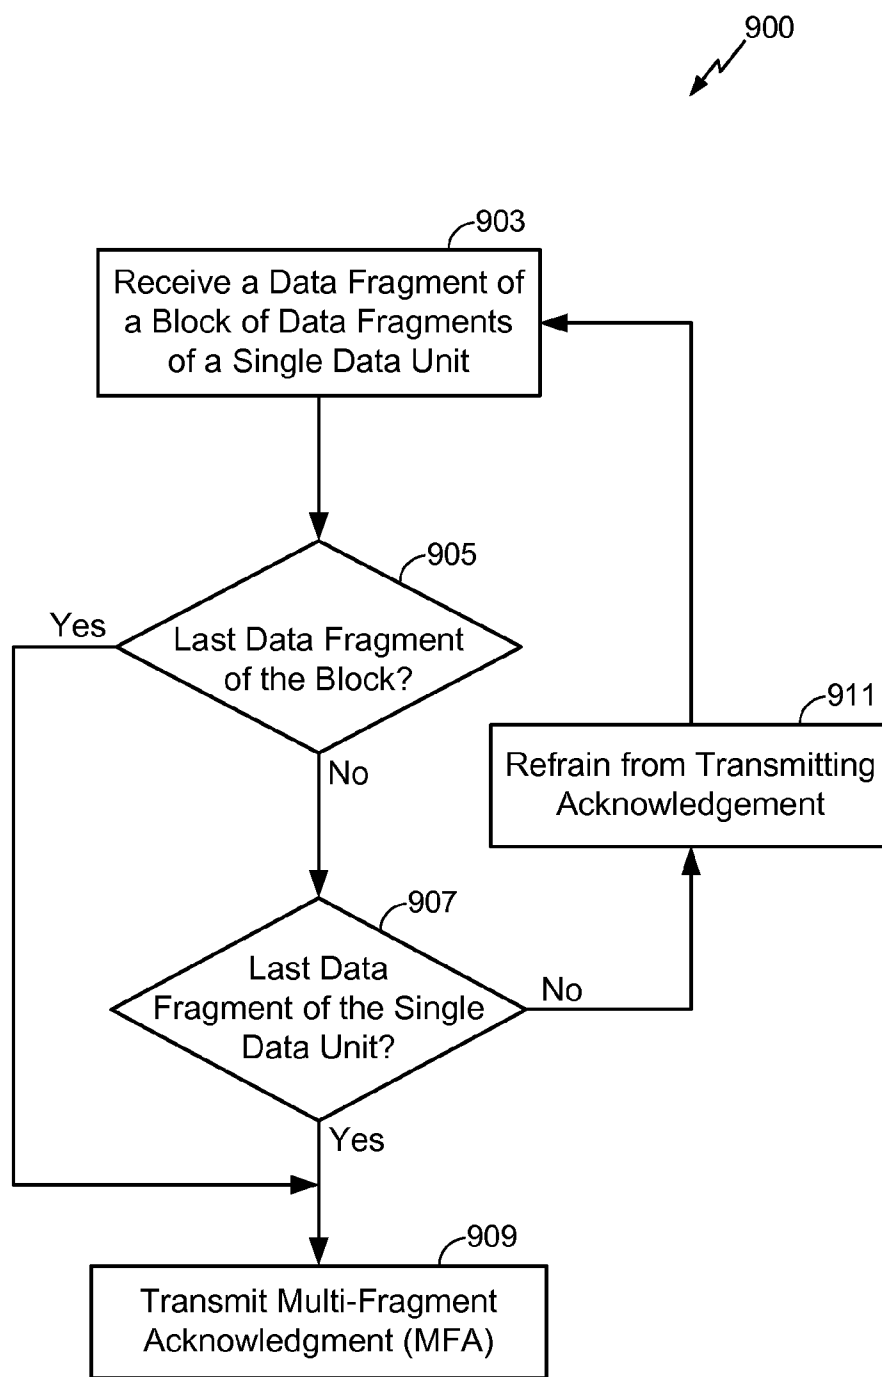 900
903
Receive a Data Fragment of
a Block of Data Fragments
of a Single Data Unit
905
Yes
Last Data Fragment
of the Block?
No
911
Refrain from Transmitting
Acknowledgement
907
Last Data
Fragment of the Single
Data Unit?
No
Yes
909
Transmit Multi-Fragment
Acknowledgment (MFA)